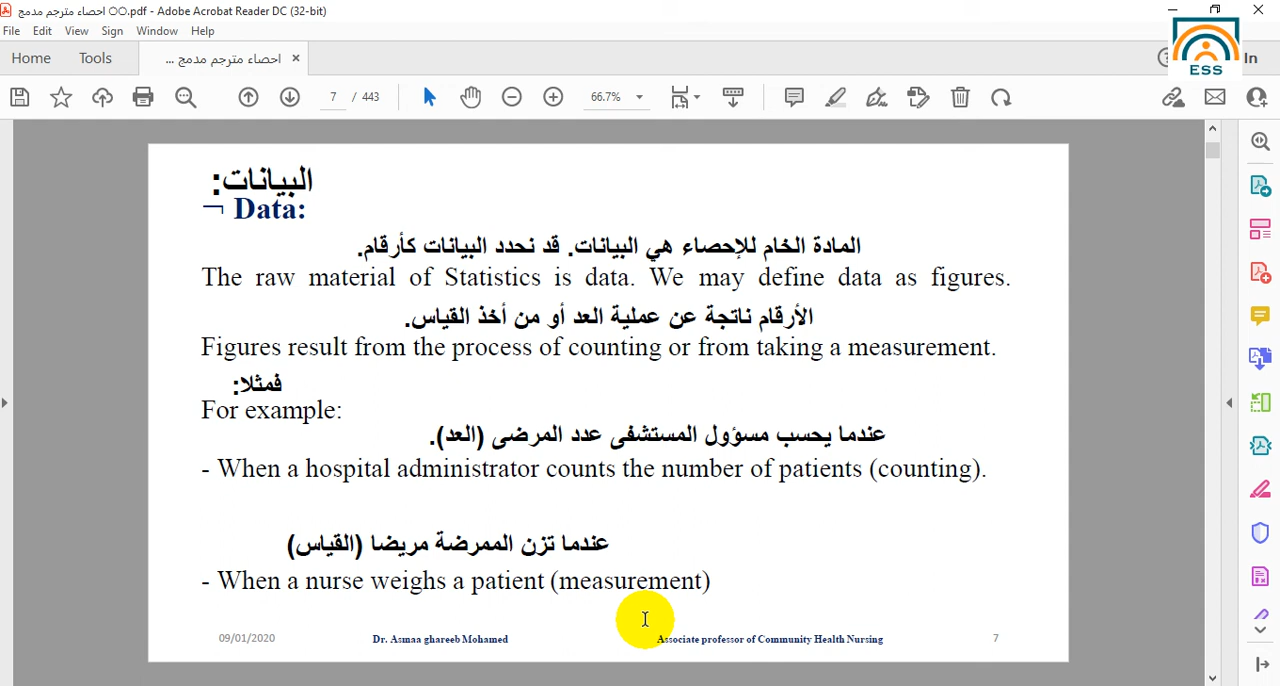 احصاء مترجم مدمج OO.pdf - Adobe Acrobat Reader DC (32-bit)
File Edit View Sign Window Help
Home Tools احصاء مترجم مدمج ... × In
ESS
7 / 443 66.7%
البيانات:
¬ Data:
المادة الخام للإحصاء هي البيانات. قد نحدد البيانات كأرقام.
The raw material of Statistics is data. We may define data as figures.
الأرقام ناتجة عن عملية العد أو من أخذ القياس.
Figures result from the process of counting or from taking a measurement.
فمثلا:
For example:
عندما يحسب مسؤول المستشفى عدد المرضى (العد).
- When a hospital administrator counts the number of patients (counting).
عندما تزن الممرضة مريضا (القياس)
- When a nurse weighs a patient (measurement)
09/01/2020 Dr. Asmaa ghareeb Mohamed Associate professor of Community Health Nursing 7